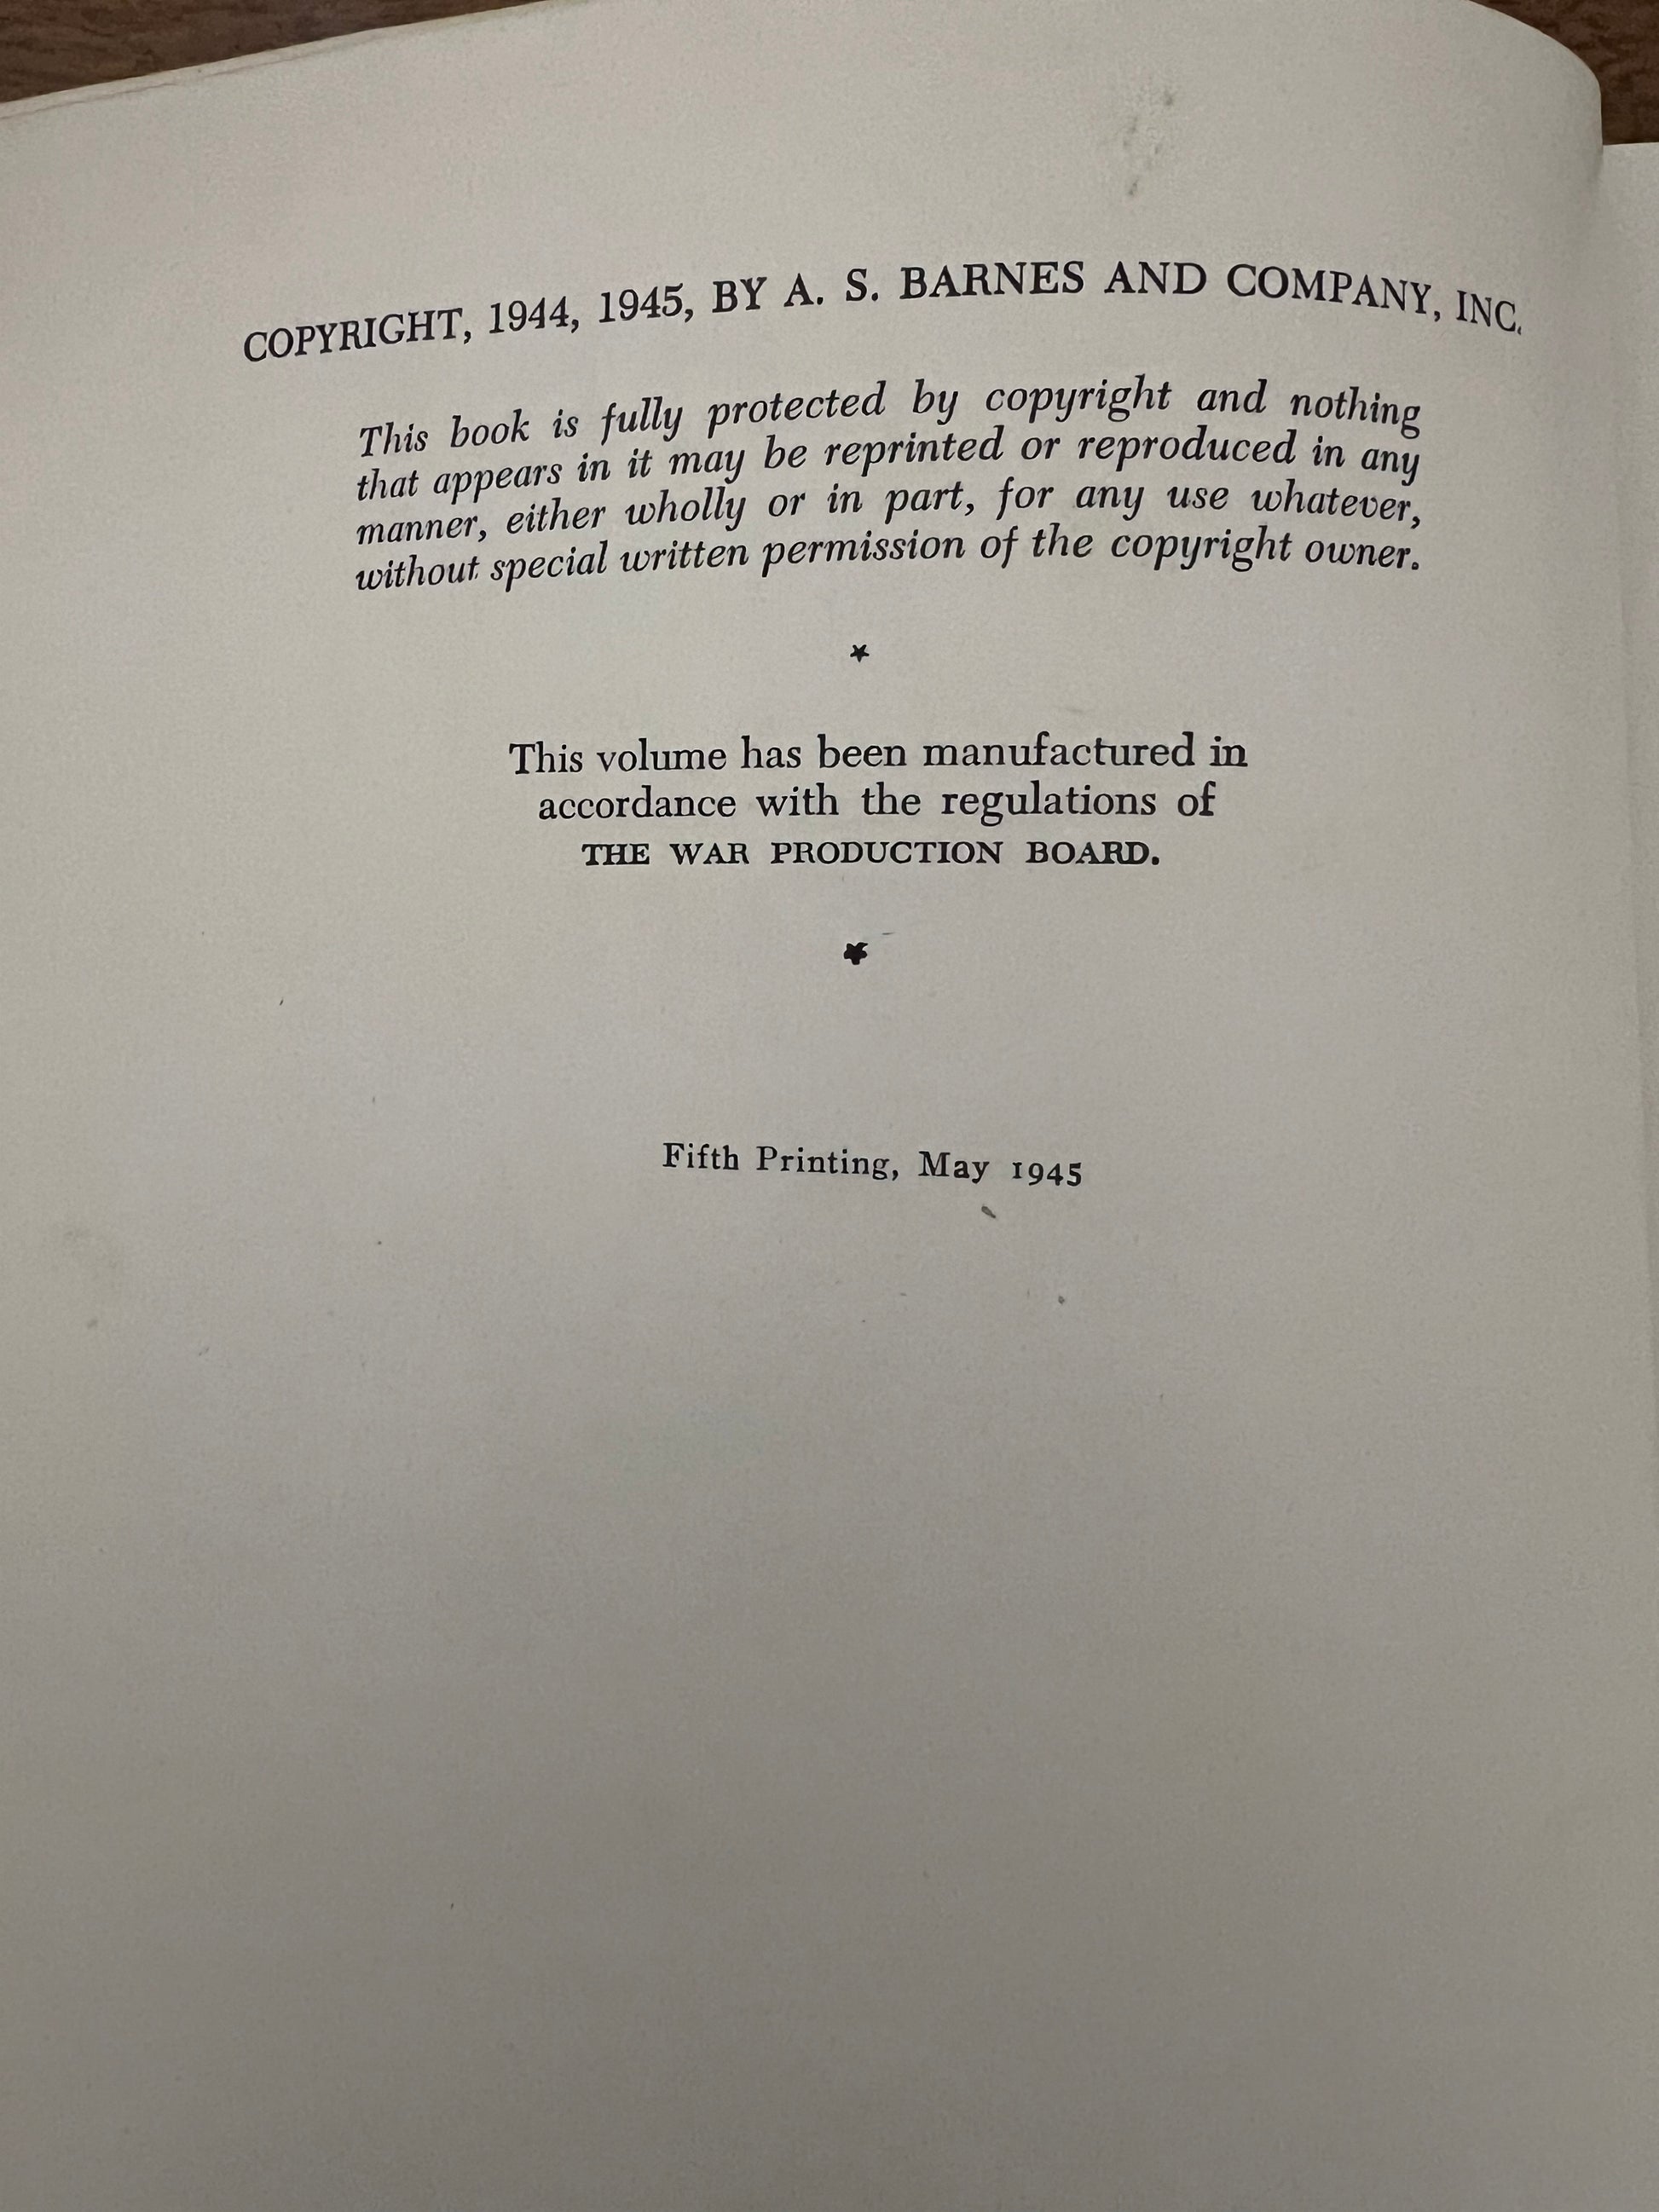 COPYRIGHT, 1944, 1945, BY A. S. BARNES AND COMPANY, INC.
This book is fully protected by copyright and nothing
that appears in it may be reprinted or reproduced in any
manner, either wholly or in part, for any use whatever,
without special written permission of the copyright owner.
This volume has been manufactured in
accordance with the regulations of
THE WAR PRODUCTION BOARD.
Fifth Printing, May 1945